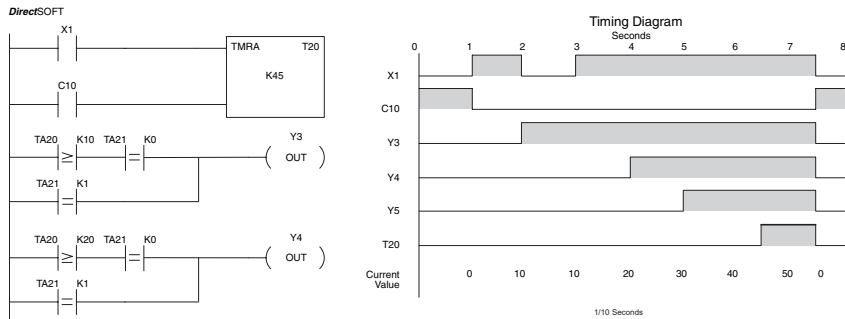 DirectSOFT
X1
TMRA T20
K45
C10
TA20 K10 TA21 K0 Y3
≥ = OUT
TA21 K1
=
TA20 K20 TA21 K0 Y4
≥ = OUT
TA21 K1
=
Timing Diagram
Seconds
0 1 2 3 4 5 6 7 8
X1
C10
Y3
Y4
Y5
T20
Current
Value
0 10 10 20 30 40 50 0
1/10 Seconds